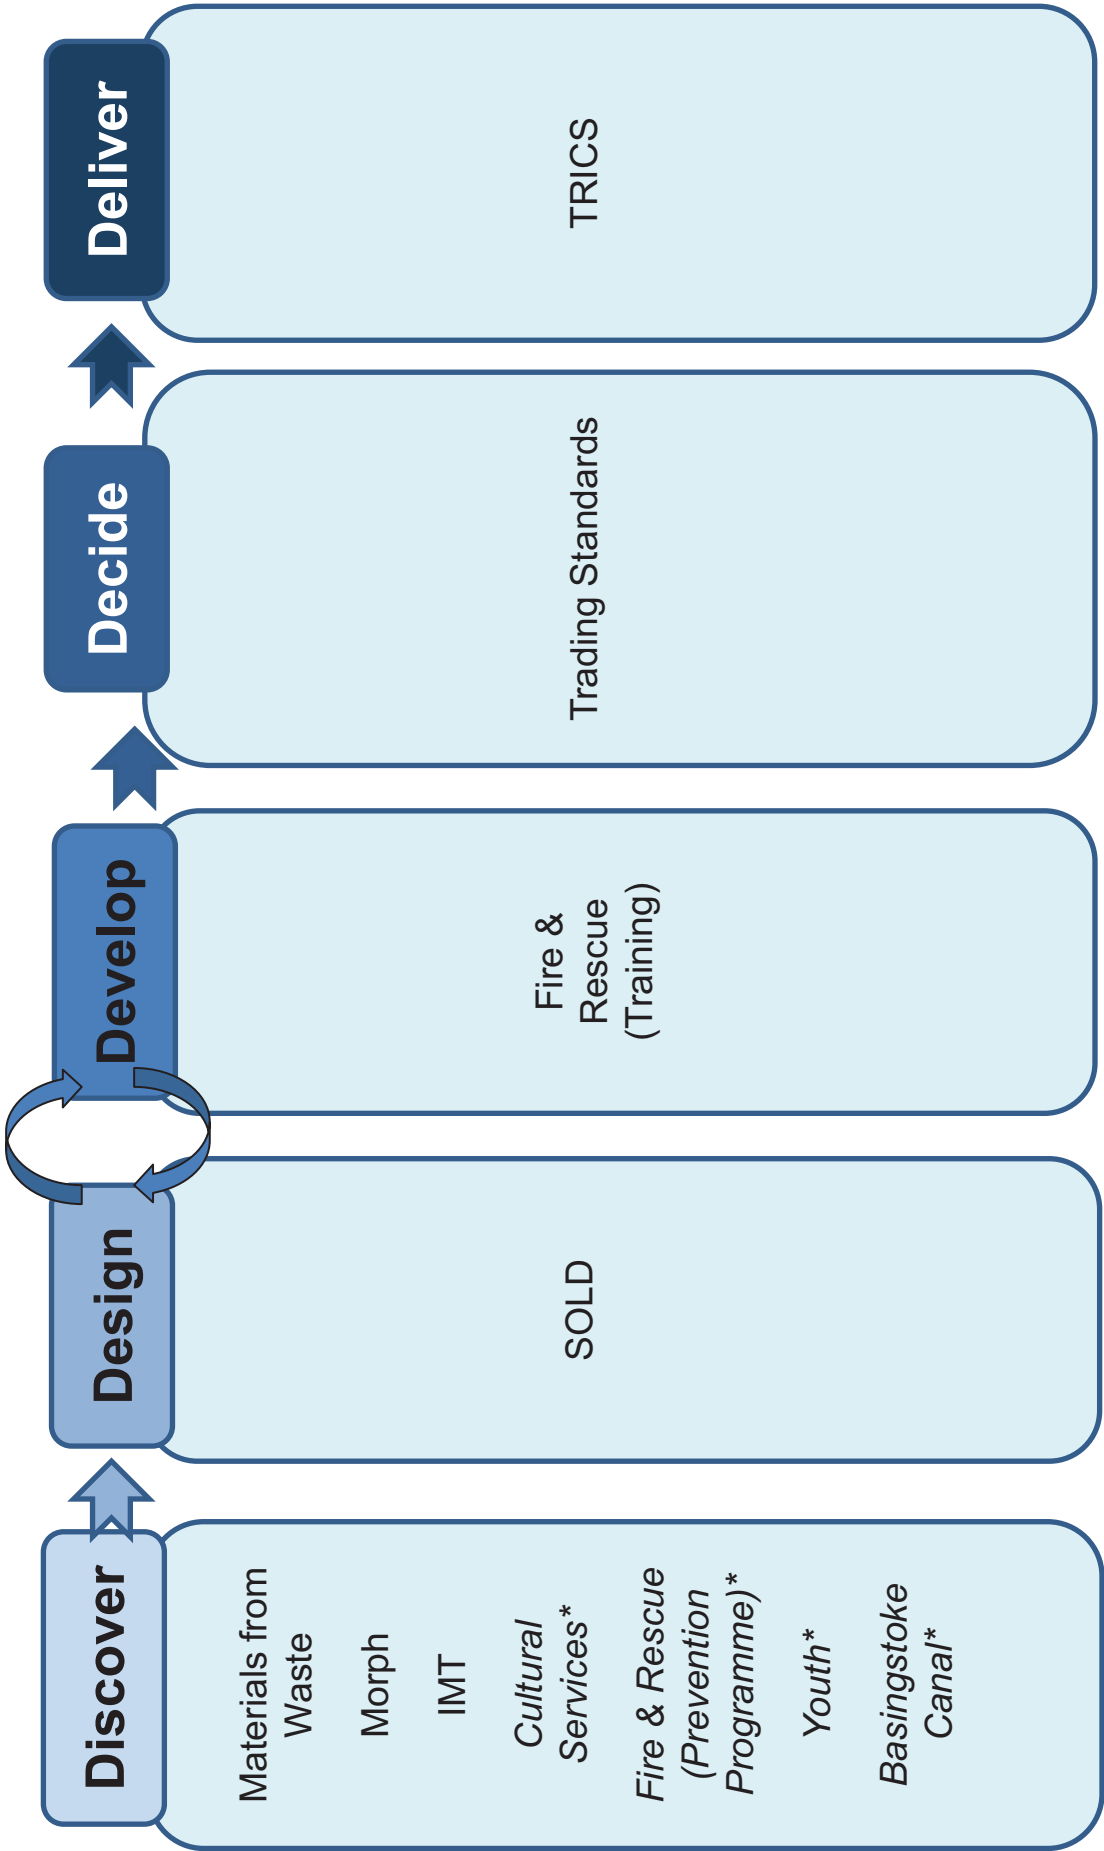 Discover
Materials from
Waste
Morph
IMT
Cultural
Services*
Fire & Rescue
(Prevention
Programme)*
Youth*
Basingstoke
Canal*
Design
SOLD
Develop
Fire &
Rescue
(Training)
Decide
Trading Standards
Deliver
TRICS